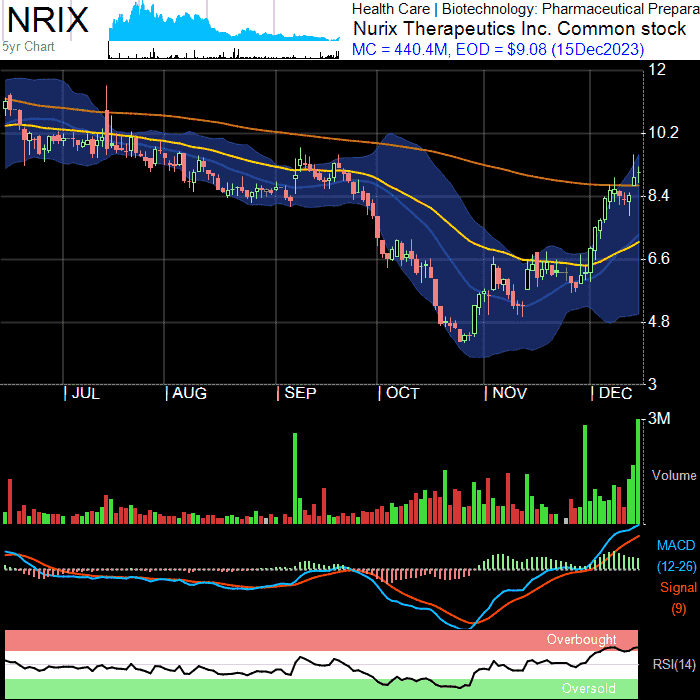 NRIX
5yr Chart
Health Care | Biotechnology: Pharmaceutical Prepara
Nurix Therapeutics Inc. Common stock
MC = 440.4M, EOD = $9.08 (15Dec2023)
12
10.2
8.4
6.6
4.8
3
| JUL | AUG | SEP | OCT | NOV | DEC
3M
Volume
MACD
(12-26)
Signal
(9)
Overbought
RSI(14)
Oversold